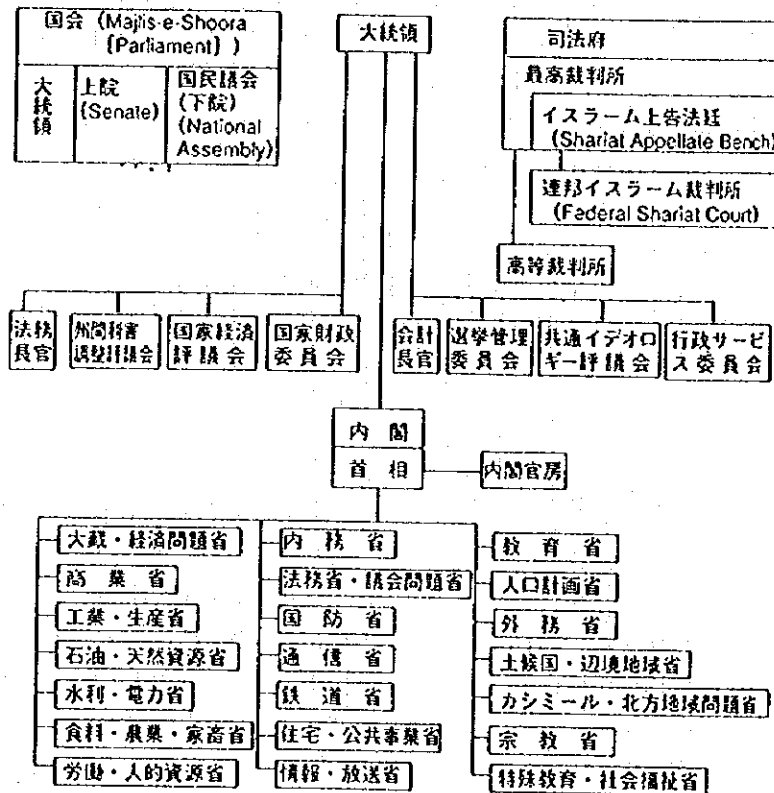 国会 (Majlis-e-Shoora
[Parliament])
大統領
上院
(Senate)
国民議会
(下院)
(National
Assembly)
大統領
司法府
最高裁判所
イスラーム上告法廷
(Shariat Appellate Bench)
連邦イスラーム裁判所
(Federal Shariat Court)
高等裁判所
法務
長官
州間利害
調整評議会
国家経済
評議会
国家財政
委員会
会計
長官
選挙管理
委員会
共通イデオロ
ギー評議会
行政サービ
ス委員会
内閣
首相
内閣官房
大蔵・経済問題省
商業省
工業・生産省
石油・天然資源省
水利・電力省
食料・農業・家畜省
労働・人的資源省
内務省
法務省・議会問題省
国防省
通信省
鉄道省
住宅・公共事業省
情報・放送省
教育省
人口計画省
外務省
土候国・辺境地域省
カシミール・北方地域問題省
宗教省
特殊教育・社会福祉省